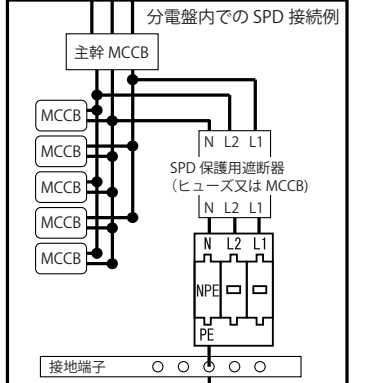 分電盤内での SPD 接続例
主幹 MCCB
MCCB
MCCB
MCCB
MCCB
MCCB
N L2 L1
SPD 保護用遮断器
（ヒューズ又は MCCB)
N L2 L1
N L2 L1
NPE
PE
接地端子